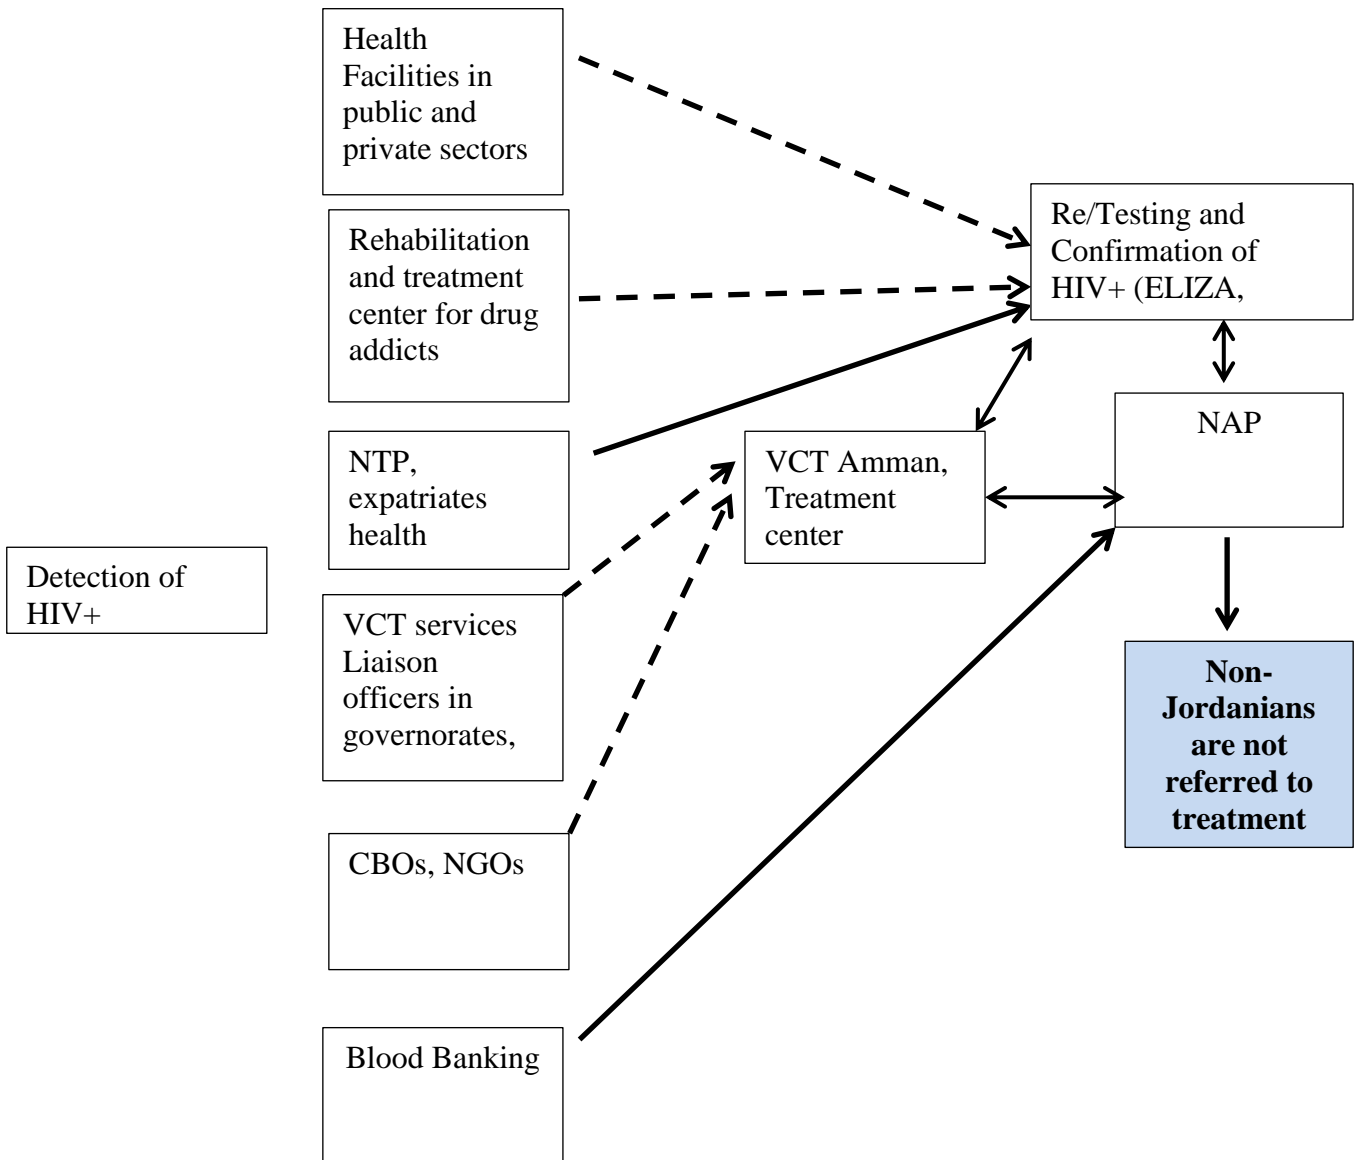 Health
Facilities in
public and
private sectors
Rehabilitation
and treatment
center for drug
addicts
NTP,
expatriates
health
Detection of
HIV+
VCT services
Liaison
officers in
governorates,
CBOs, NGOs
Blood Banking
VCT Amman,
Treatment
center
Re/Testing and
Confirmation of
HIV+ (ELIZA,
NAP
Non-
Jordanians
are not
referred to
treatment